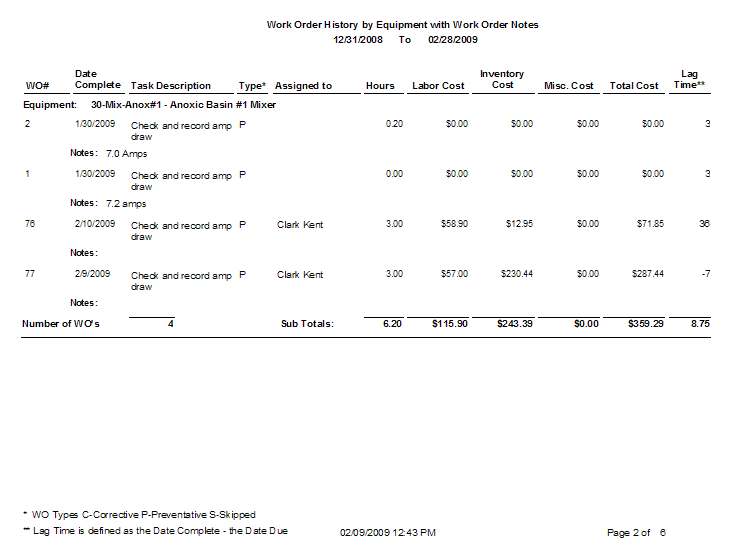 Work Order History by Equipment with Work Order Notes
12/31/2008 To 02/28/2009
WO# Date Complete Task Description Type* Assigned to Hours Labor Cost Inventory Cost Misc. Cost Total Cost Lag Time**
Equipment: 30-Mix-Anox#1 - Anoxic Basin #1 Mixer
2 1/30/2009 Check and record amp P 0.20 $0.00 $0.00 $0.00 $0.00 3
draw
Notes: 7.0 Amps
1 1/30/2009 Check and record amp P 0.00 $0.00 $0.00 $0.00 $0.00 3
draw
Notes: 7.2 amps
76 2/10/2009 Check and record amp P Clark Kent 3.00 $58.90 $12.95 $0.00 $71.85 36
draw
Notes:
77 2/9/2009 Check and record amp P Clark Kent 3.00 $57.00 $230.44 $0.00 $287.44 -7
draw
Notes:
Number of WO's 4 Sub Totals: 6.20 $115.90 $243.39 $0.00 $359.29 8.75
* WO Types C-Corrective P-Preventative S-Skipped
** Lag Time is defined as the Date Complete - the Date Due
02/09/2009 12:43 PM Page 2 of 6